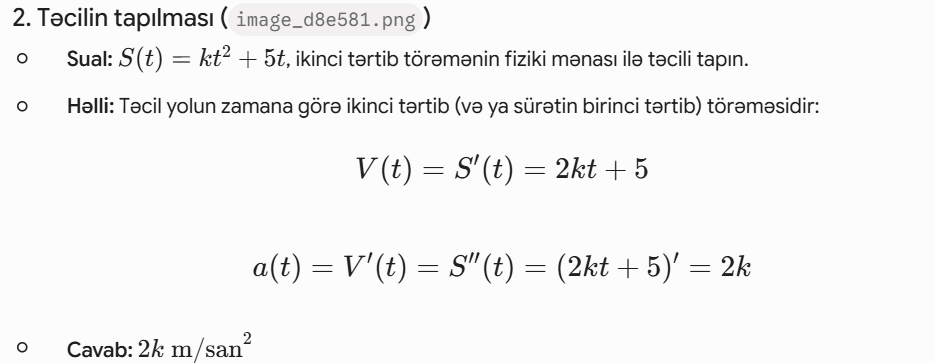 2. Təcilin tapılması ( image_d8e581.png )
Sual: S(t) = kt² + 5t, ikinci tərtib törəmənin fiziki mənası ilə təcili tapın.
Həlli: Təcil yolun zamana görə ikinci tərtib (və ya sürətin birinci tərtib) törəməsidir:
V(t) = S′(t) = 2kt + 5
a(t) = V′(t) = S″(t) = (2kt + 5)′ = 2k
Cavab: 2k m/san²